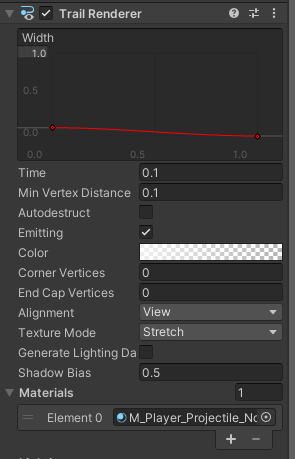 Trail Renderer
Width
1.0
0.5
0.0
0.0 0.5 1.0
Time 0.1
Min Vertex Distance 0.1
Autodestruct
Emitting
Color
Corner Vertices 0
End Cap Vertices 0
Alignment View
Texture Mode Stretch
Generate Lighting Da
Shadow Bias 0.5
Materials 1
Element 0 M_Player_Projectile_No